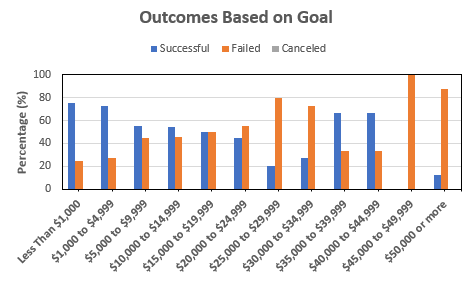 Outcomes Based on Goal
Successful Failed Canceled
Percentage (%)
100
80
60
40
20
0
Less Than $1,000
$1,000 to $4,999
$5,000 to $9,999
$10,000 to $14,999
$15,000 to $19,999
$20,000 to $24,999
$25,000 to $29,999
$30,000 to $34,999
$35,000 to $39,999
$40,000 to $44,999
$45,000 to $49,999
$50,000 or more